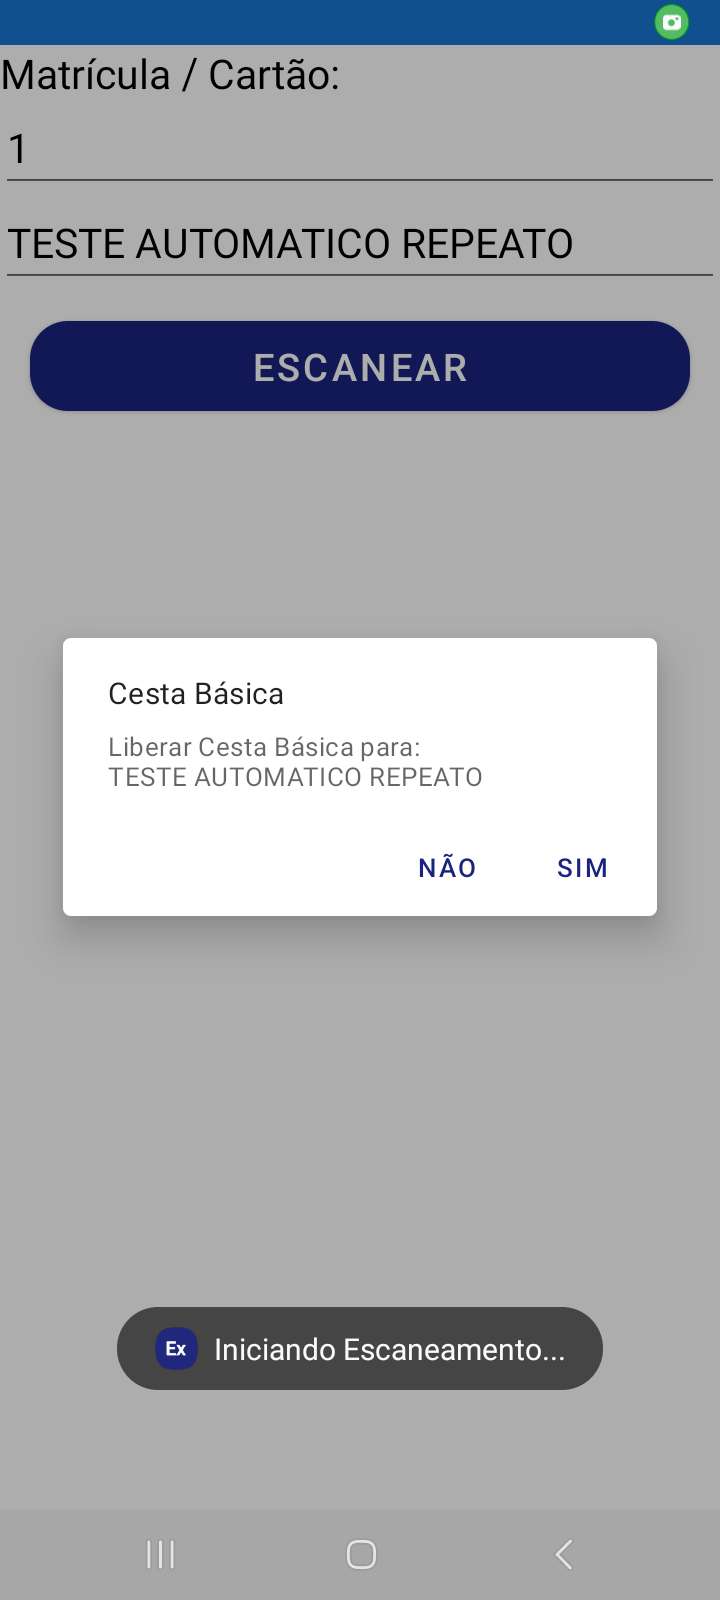 Matrícula / Cartão:
1
TESTE AUTOMATICO REPEATO
ESCANEAR
Cesta Básica
Liberar Cesta Básica para:
TESTE AUTOMATICO REPEATO
NÃO SIM
Ex Iniciando Escaneamento...